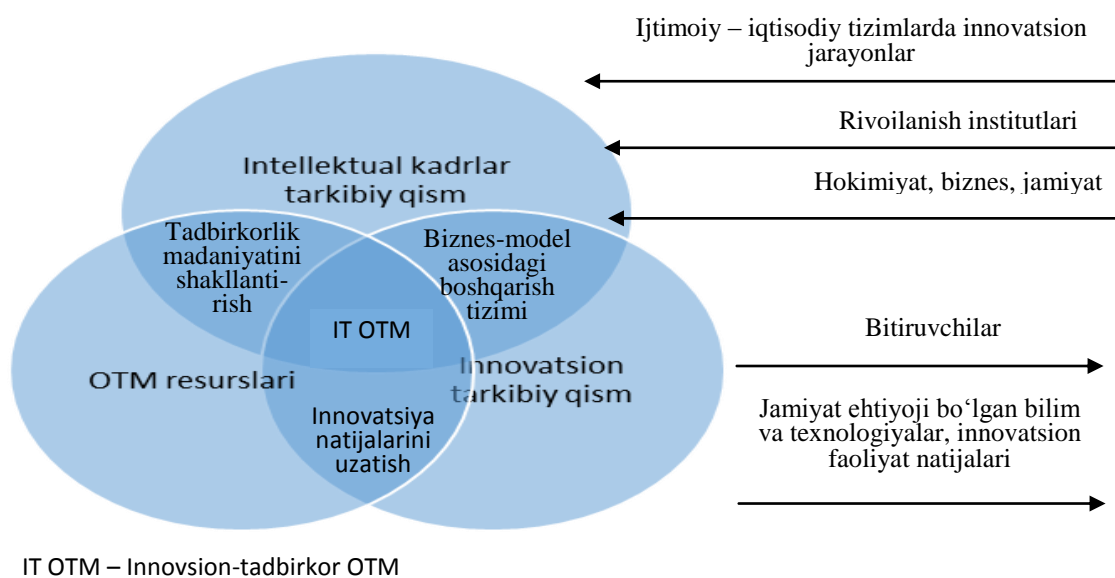 Ijtimoiy – iqtisodiy tizimlarda innovatsion
jarayonlar
Rivojlanish institutlari
Hokimiyat, biznes, jamiyat
Intellektual kadrlar
tarkibiy qism
Tadbirkorlik
madaniyatini
shakllanti-
rish
Biznes-model
asosidagi
boshqarish
tizimi
IT OTM
OTM resurslari
Innovatsion
tarkibiy qism
Innovatsiya
natijalarini
uzatish
Bitiruvchilar
Jamiyat ehtiyoji bo‘lgan bilim
va texnologiyalar, innovatsion
faoliyat natijalari
IT OTM – Innovsion-tadbirkor OTM